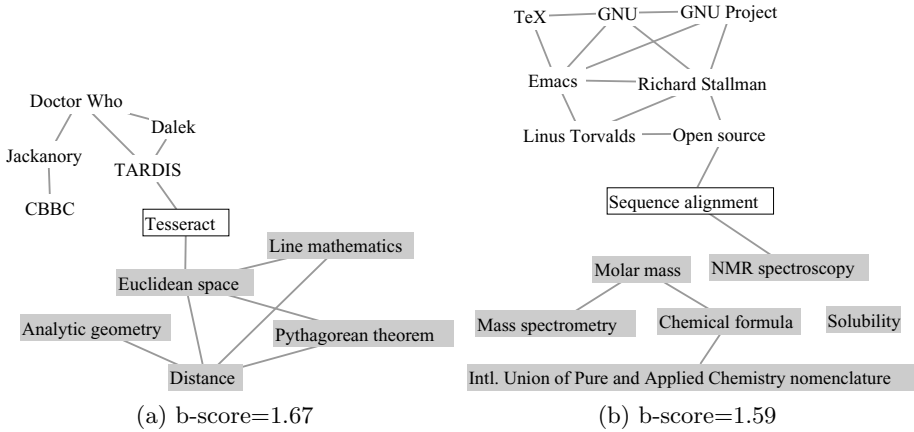 Doctor Who
Dalek
Jackanory
TARDIS
CBBC
Tesseract
Line mathematics
Euclidean space
Analytic geometry
Pythagorean theorem
Distance
(a) b-score=1.67
TeX
GNU
GNU Project
Emacs
Richard Stallman
Linus Torvalds
Open source
Sequence alignment
Molar mass
NMR spectroscopy
Mass spectrometry
Chemical formula
Solubility
Intl. Union of Pure and Applied Chemistry nomenclature
(b) b-score=1.59